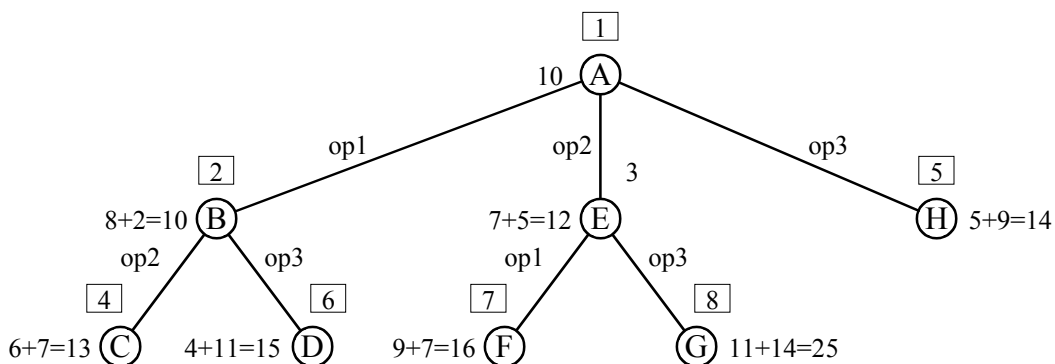 1
10 A
op1 op2 op3
2 3 5
8+2=10 B 7+5=12 E H 5+9=14
op2 op3 op1 op3
4 6 7 8
6+7=13 C 4+11=15 D 9+7=16 F G 11+14=25